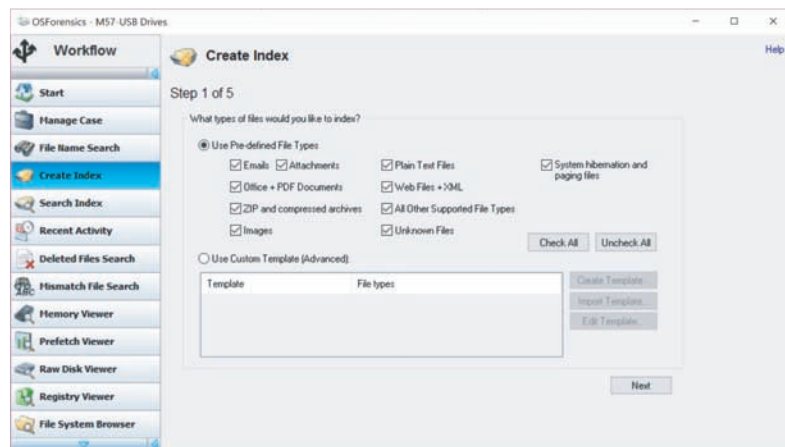 OSForensics - M57-USB Drives
Workflow
Create Index
Help
Start
Manage Case
File Name Search
Create Index
Search Index
Recent Activity
Deleted Files Search
Mismatch File Search
Memory Viewer
Prefetch Viewer
Raw Disk Viewer
Registry Viewer
File System Browser
Step 1 of 5
What types of files would you like to index?
Use Pre-defined File Types
Emails Attachments Plain Text Files System hibernation and
paging files
Office + PDF Documents Web Files + XML
ZIP and compressed archives All Other Supported File Types
Images Unknown Files
Check All Uncheck All
Use Custom Template (Advanced)
Template File types
Create Template...
Import Template...
Edit Template...
Next